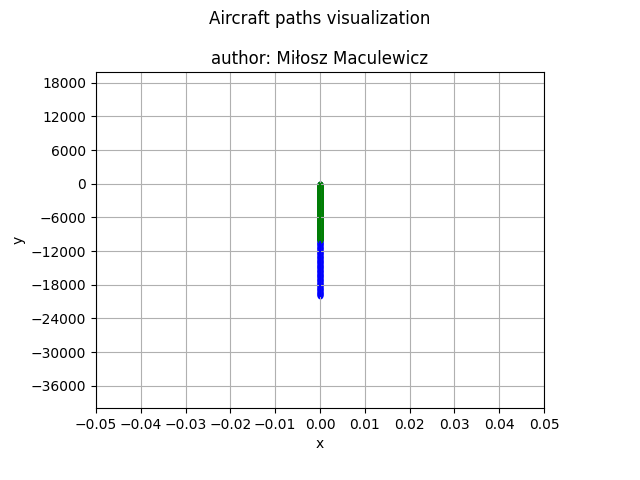 Aircraft paths visualization
author: Miłosz Maculewicz
18000
12000
6000
0
−6000
−12000
−18000
−24000
−30000
−36000
y
−0.05 −0.04 −0.03 −0.02 −0.01 0.00 0.01 0.02 0.03 0.04 0.05
x